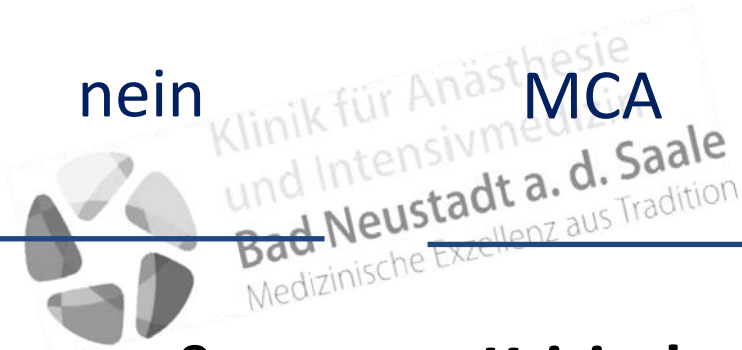 nein MCA
Klinik für Anästhesie
und Intensivmedizin
Bad Neustadt a. d. Saale
Medizinische Exzellenz aus Tradition